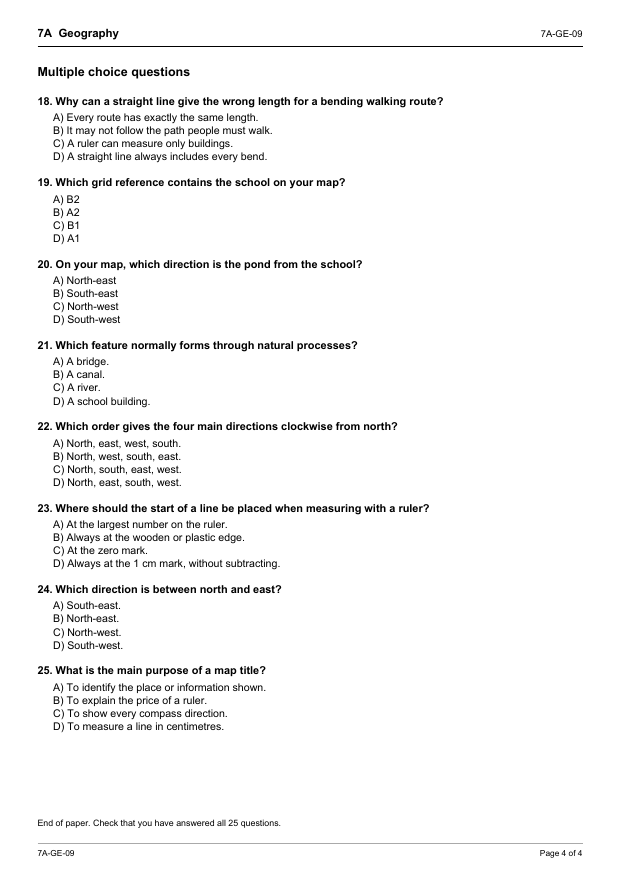 7A Geography
7A-GE-09
Multiple choice questions
18. Why can a straight line give the wrong length for a bending walking route?
A) Every route has exactly the same length.
B) It may not follow the path people must walk.
C) A ruler can measure only buildings.
D) A straight line always includes every bend.
19. Which grid reference contains the school on your map?
A) B2
B) A2
C) B1
D) A1
20. On your map, which direction is the pond from the school?
A) North-east
B) South-east
C) North-west
D) South-west
21. Which feature normally forms through natural processes?
A) A bridge.
B) A canal.
C) A river.
D) A school building.
22. Which order gives the four main directions clockwise from north?
A) North, east, west, south.
B) North, west, south, east.
C) North, south, east, west.
D) North, east, south, west.
23. Where should the start of a line be placed when measuring with a ruler?
A) At the largest number on the ruler.
B) Always at the wooden or plastic edge.
C) At the zero mark.
D) Always at the 1 cm mark, without subtracting.
24. Which direction is between north and east?
A) South-east.
B) North-east.
C) North-west.
D) South-west.
25. What is the main purpose of a map title?
A) To identify the place or information shown.
B) To explain the price of a ruler.
C) To show every compass direction.
D) To measure a line in centimetres.
End of paper. Check that you have answered all 25 questions.
7A-GE-09
Page 4 of 4